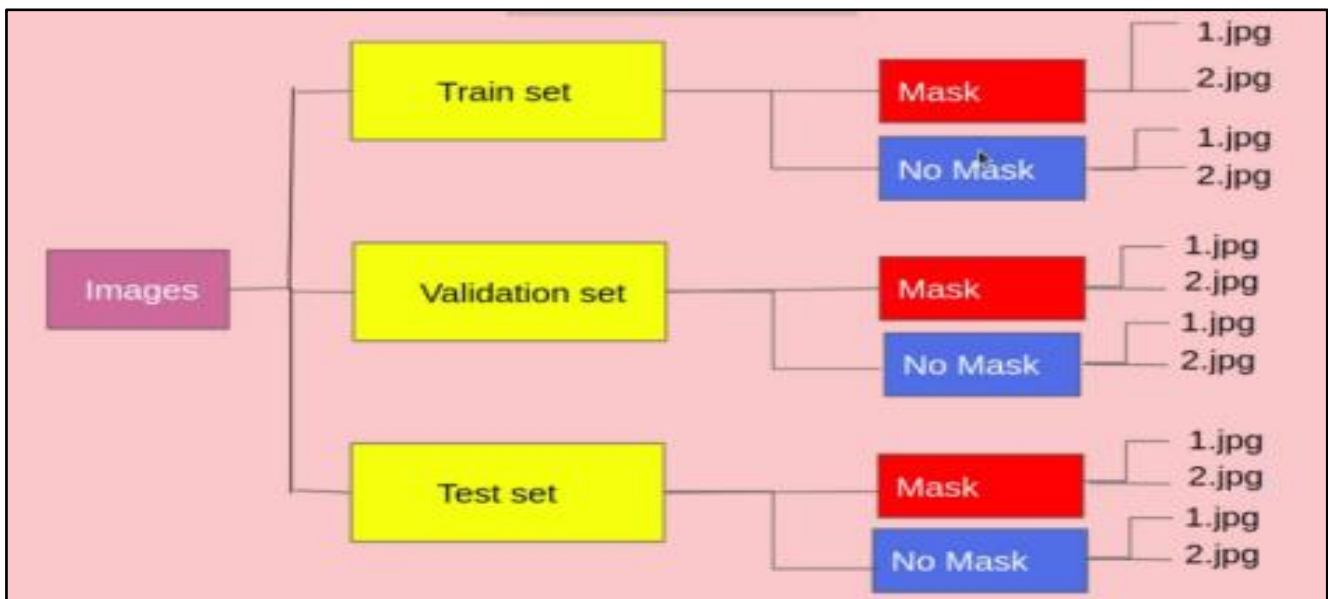 Images
Train set
Mask
1.jpg
2.jpg
No Mask
1.jpg
2.jpg
Validation set
Mask
1.jpg
2.jpg
No Mask
1.jpg
2.jpg
Test set
Mask
1.jpg
2.jpg
No Mask
1.jpg
2.jpg